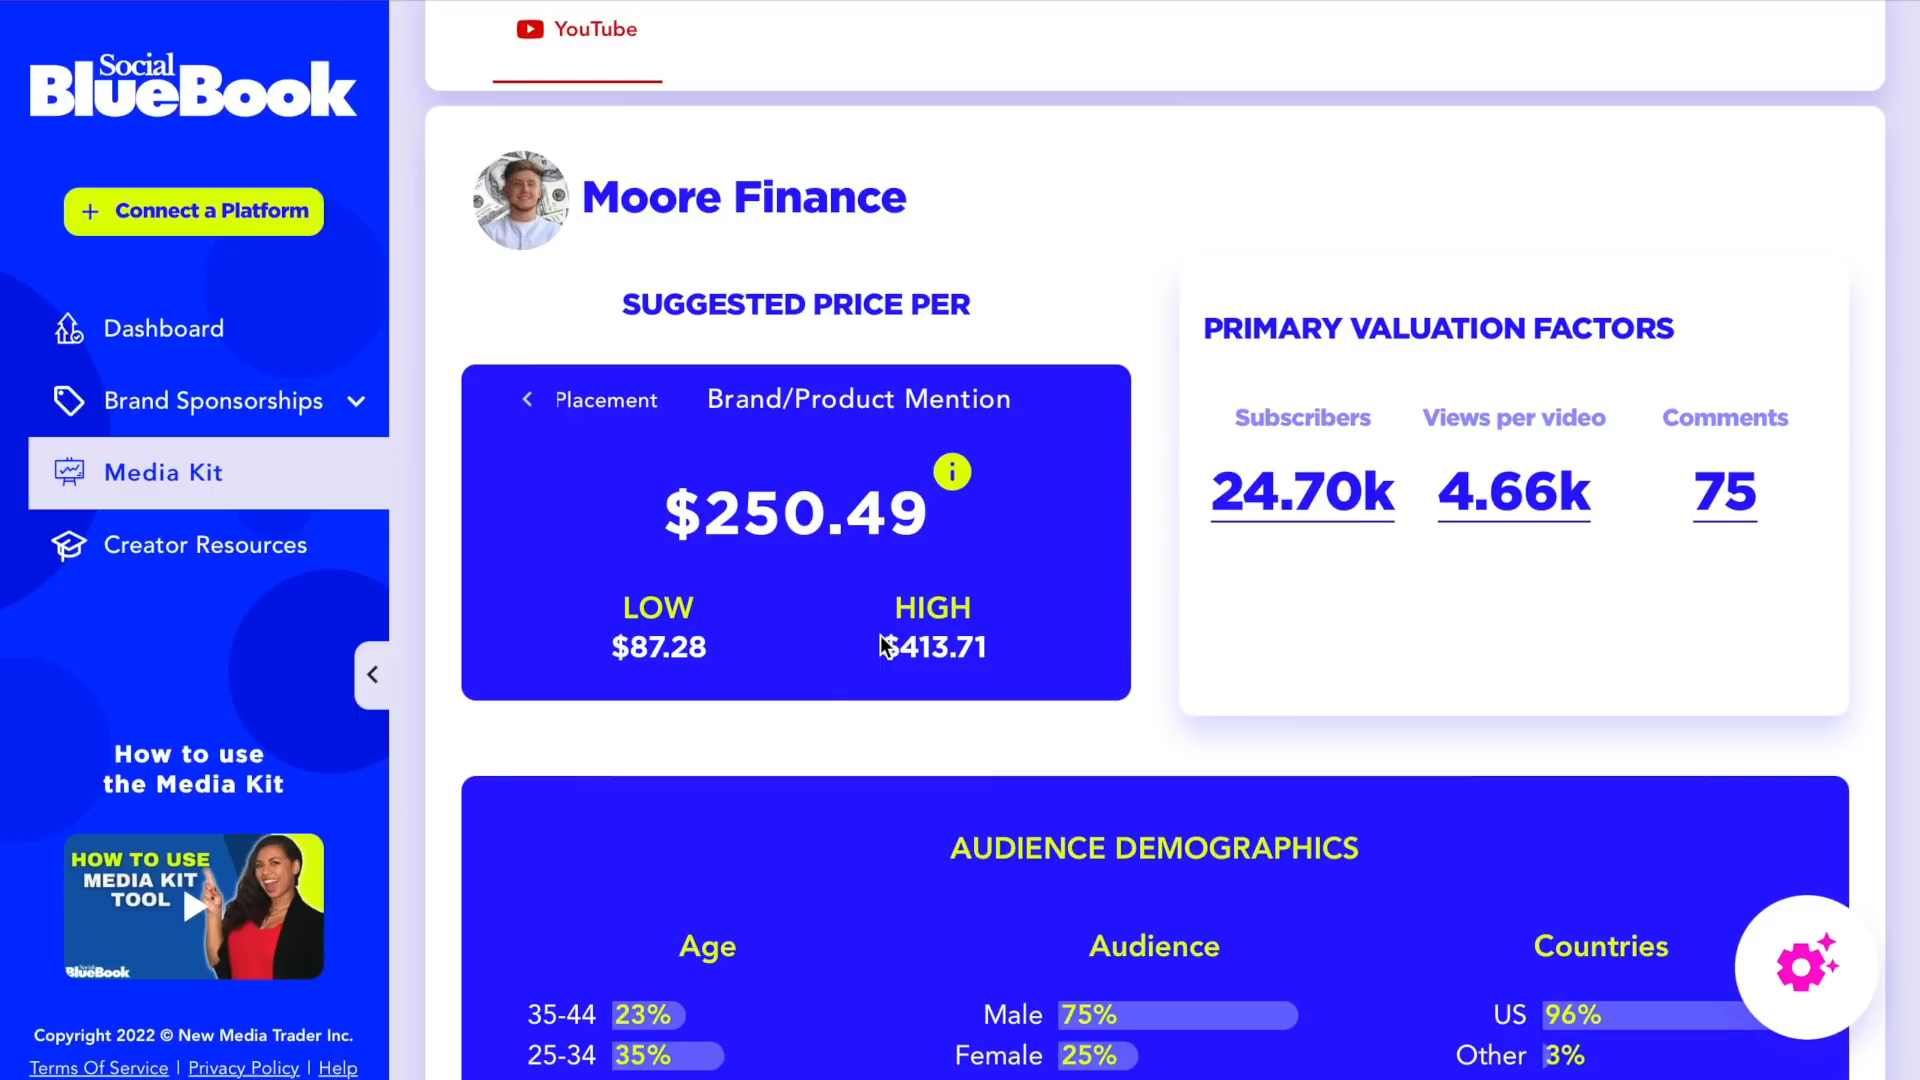 Social
BlueBook
+ Connect a Platform
Dashboard
Brand Sponsorships
Media Kit
Creator Resources
How to use
the Media Kit
HOW TO USE
MEDIA KIT
TOOL
Social
BlueBook
Copyright 2022 © New Media Trader Inc.
Terms Of Service | Privacy Policy | Help
YouTube
Moore Finance
SUGGESTED PRICE PER
Placement Brand/Product Mention
$250.49
i
LOW HIGH
$87.28 $413.71
PRIMARY VALUATION FACTORS
Subscribers Views per video Comments
24.70k 4.66k 75
AUDIENCE DEMOGRAPHICS
Age Audience Countries
35-44 23% Male 75% US 96%
25-34 35% Female 25% Other 3%